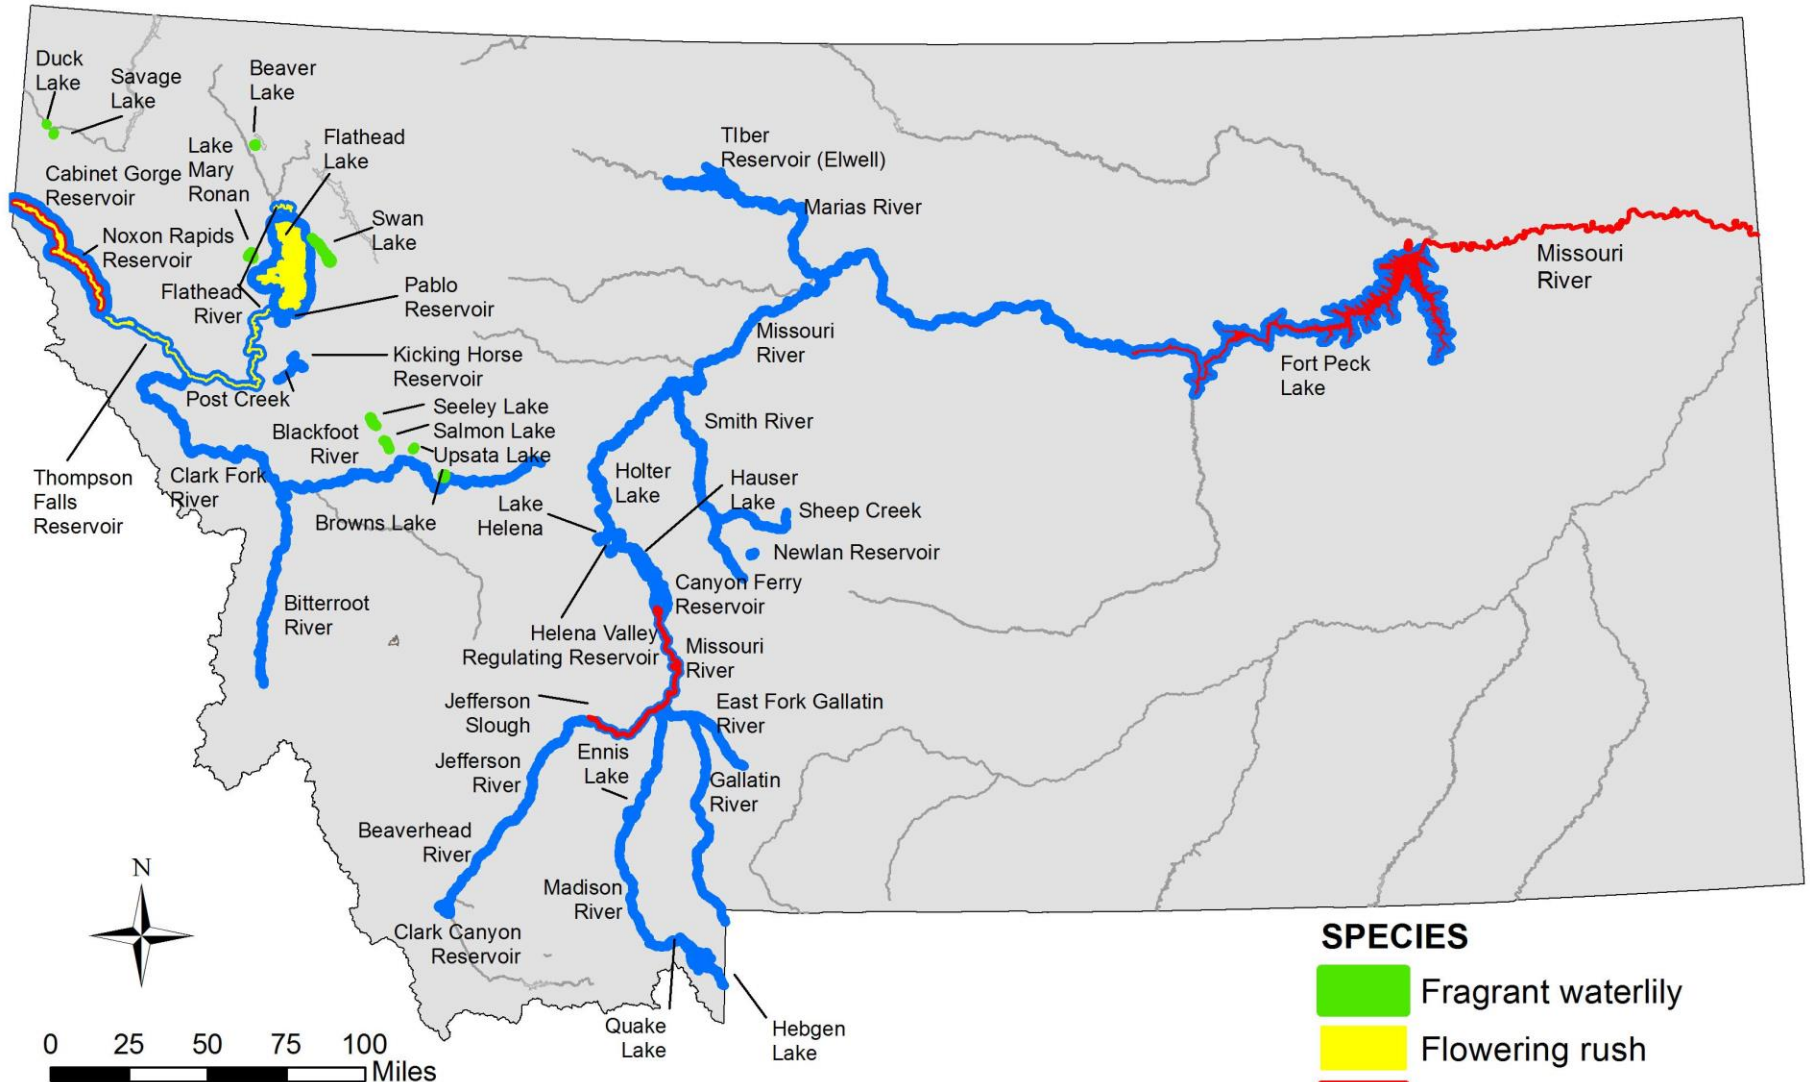 Duck
Lake
Savage
Lake
Beaver
Lake
Flathead
Lake
Lake
Mary
Ronan
Cabinet Gorge
Reservoir
Noxon Rapids
Reservoir
Swan
Lake
Flathead
River
Pablo
Reservoir
Kicking Horse
Reservoir
Post Creek
Seeley Lake
Salmon Lake
Upsata Lake
Blackfoot
River
Thompson
Falls
Reservoir
Clark Fork
River
Browns Lake
Bitterroot
River
TIber
Reservoir (Elwell)
Marias River
Missouri
River
Missouri
River
Fort Peck
Lake
Smith River
Holter
Lake
Hauser
Lake
Lake
Helena
Sheep Creek
Newlan Reservoir
Canyon Ferry
Reservoir
Helena Valley
Regulating Reservoir
Missouri
River
Jefferson
Slough
East Fork Gallatin
River
Jefferson
River
Ennis
Lake
Gallatin
River
Beaverhead
River
Madison
River
Clark Canyon
Reservoir
Quake
Lake
Hebgen
Lake
N
0 25 50 75 100
Miles
SPECIES
Fragrant waterlily
Flowering rush